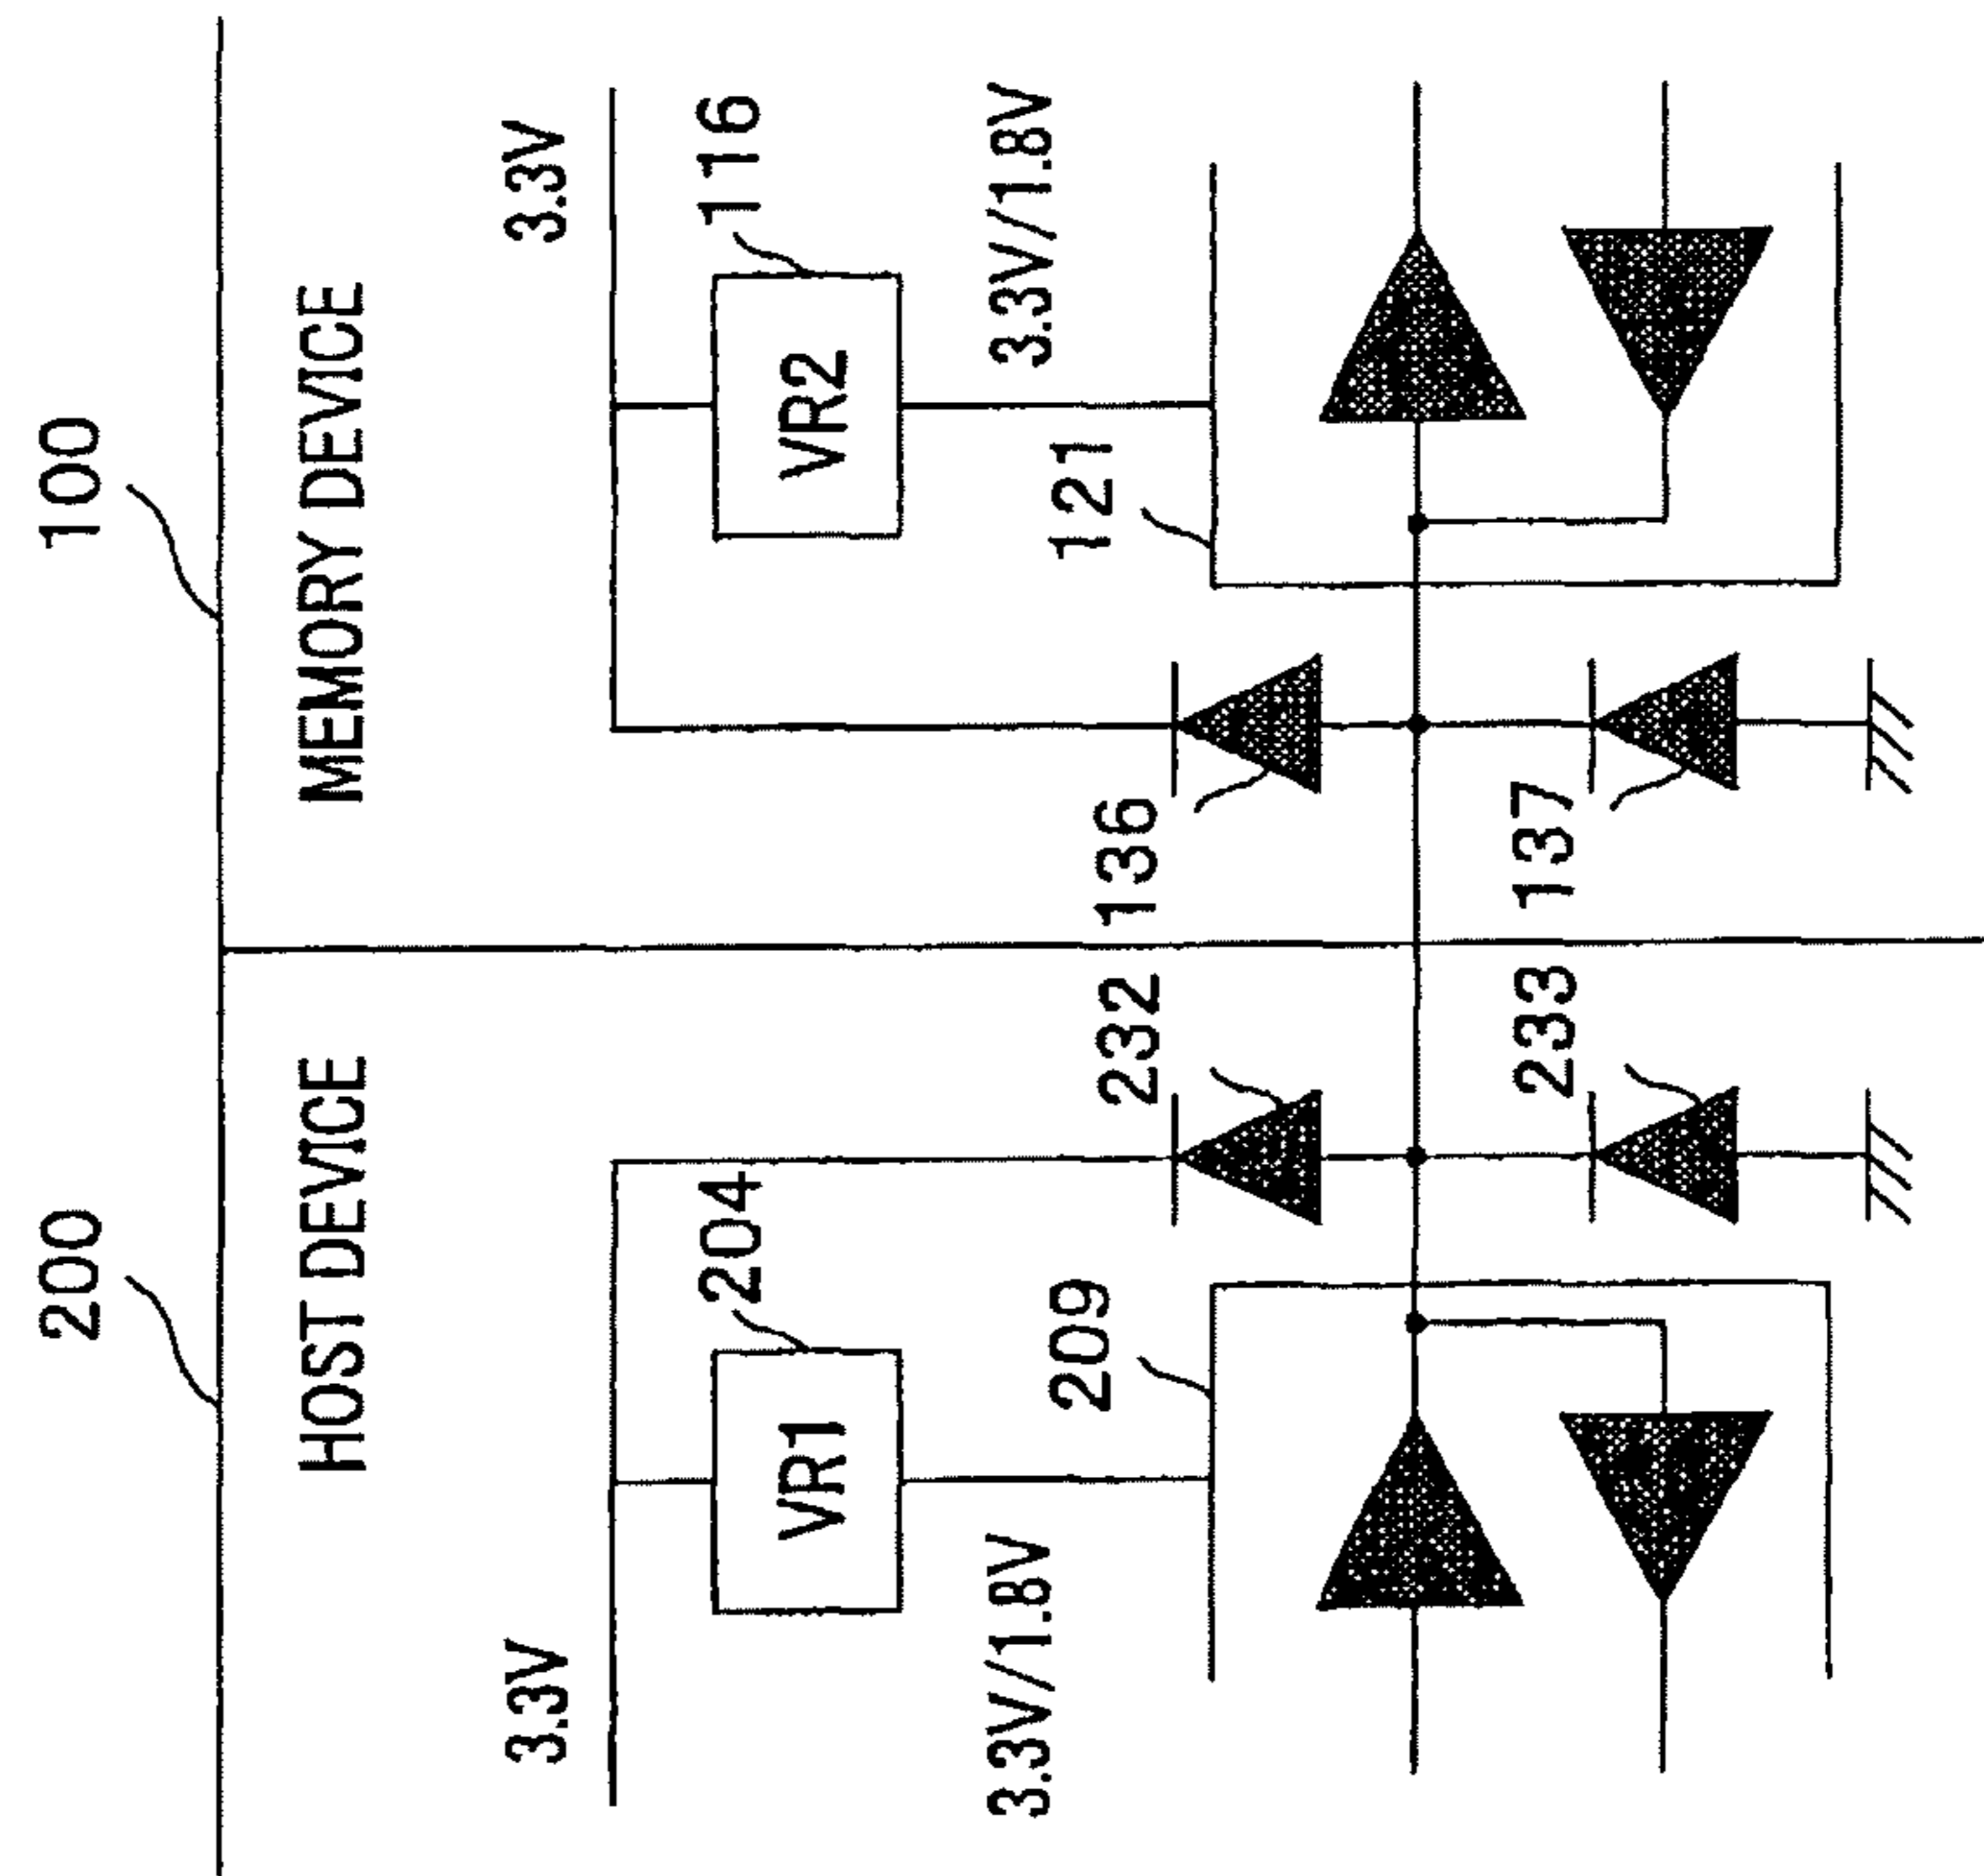 200
100
HOST DEVICE
MEMORY DEVICE
3.3V
3.3V
204
116
VR1
VR2
3.3V//1.8V
3.3V//1.8V
209
121
232
136
233
137